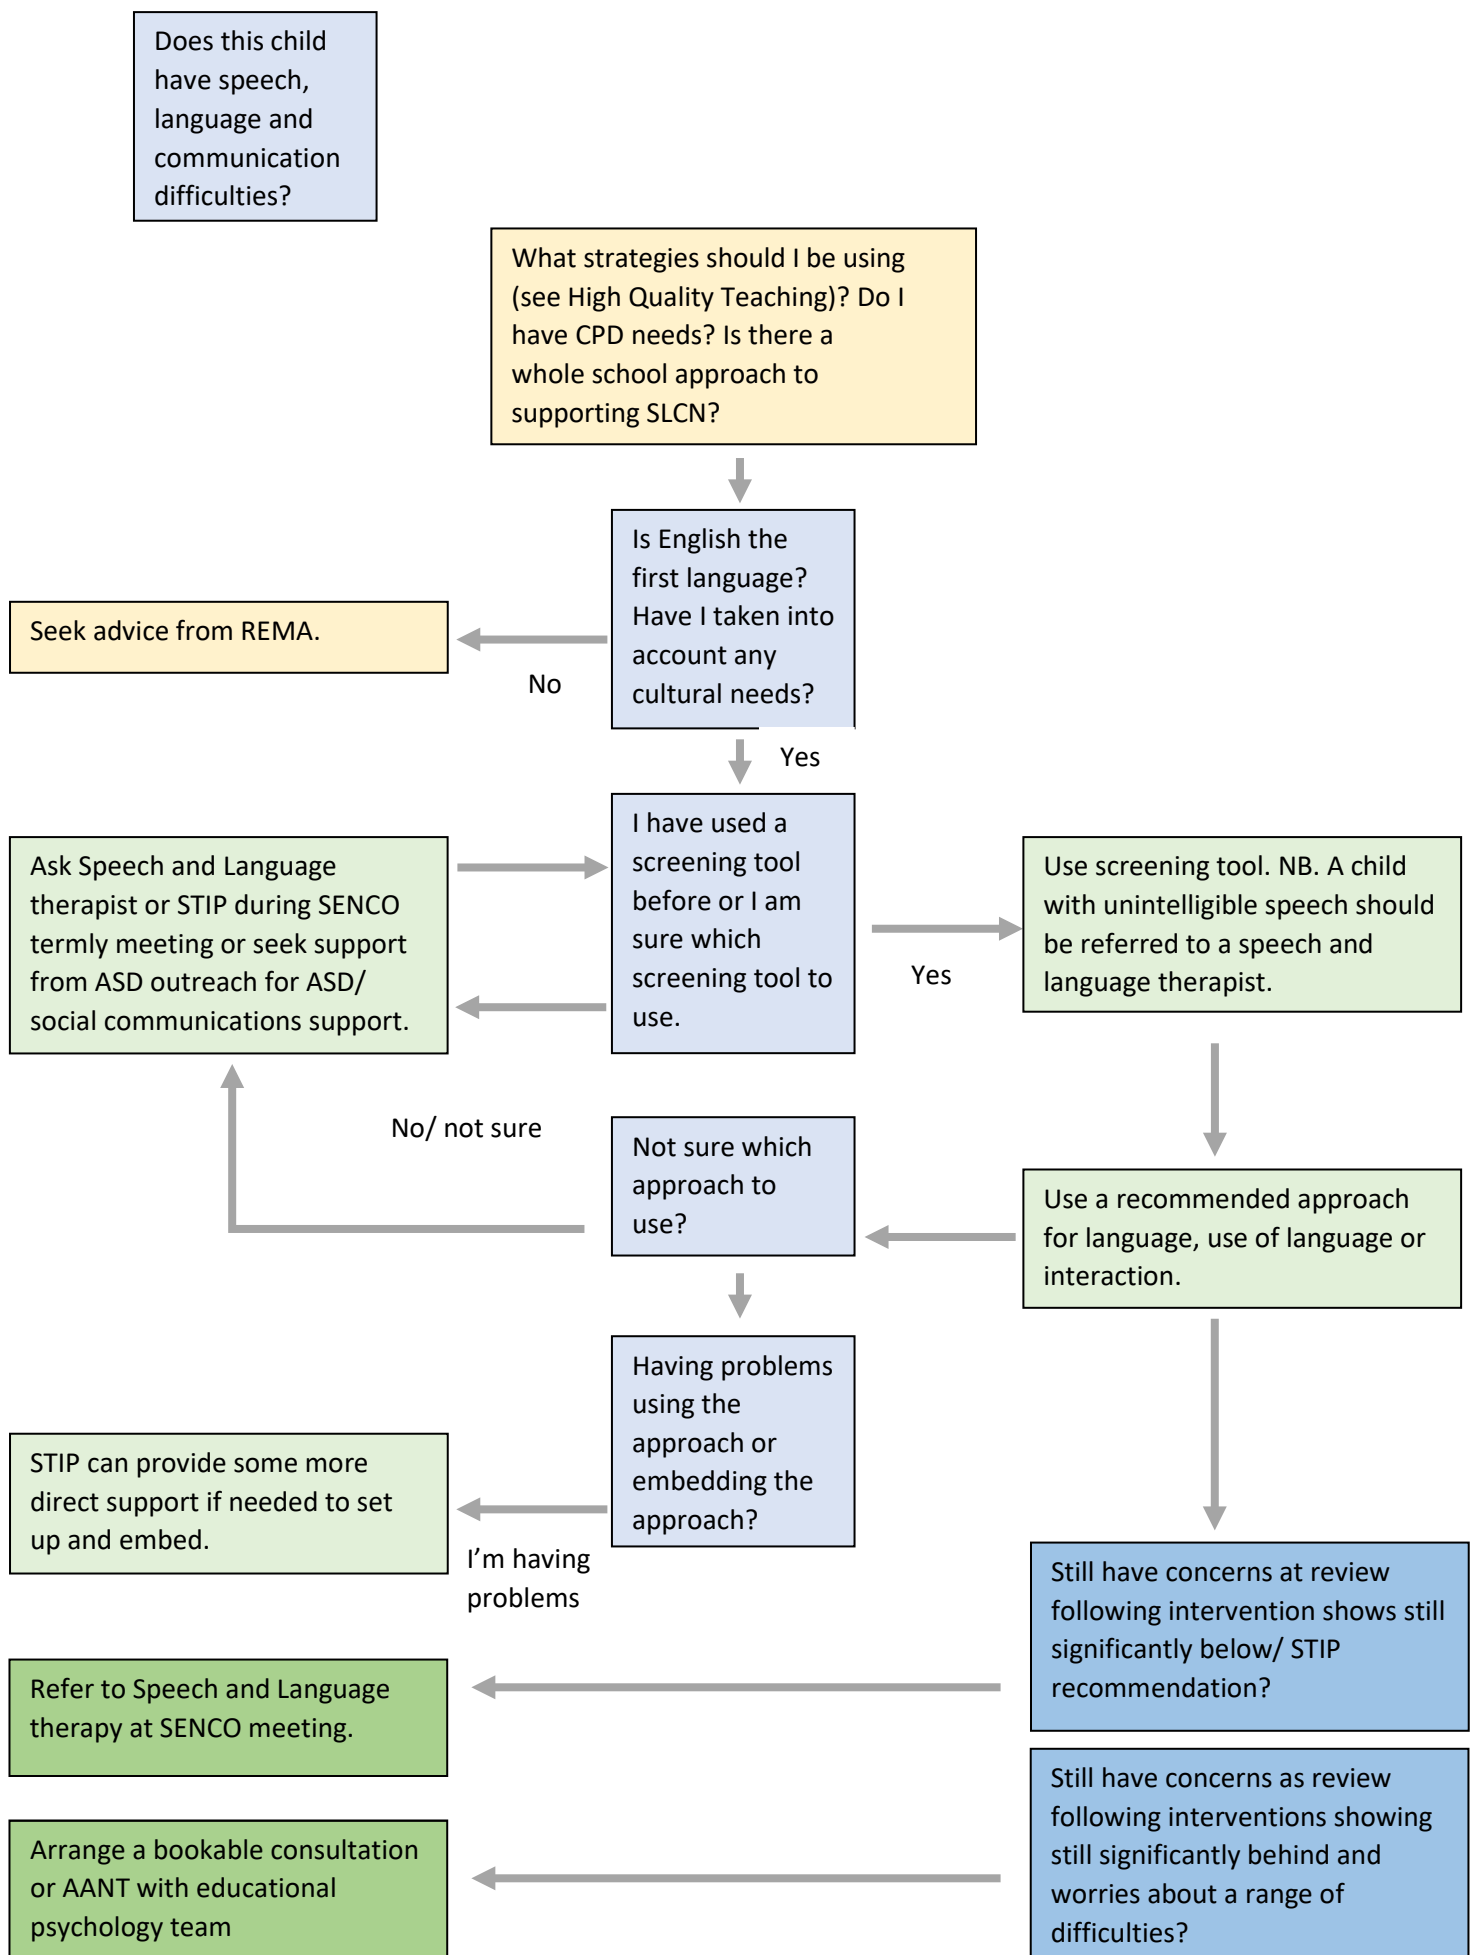 Does this child
have speech,
language and
communication
difficulties?
What strategies should I be using
(see High Quality Teaching)? Do I
have CPD needs? Is there a
whole school approach to
supporting SLCN?
Is English the
first language?
Have I taken into
account any
cultural needs?
Seek advice from REMA.
No
Yes
I have used a
screening tool
before or I am
sure which
screening tool to
use.
Ask Speech and Language
therapist or STIP during SENCO
termly meeting or seek support
from ASD outreach for ASD/
social communications support.
Yes
Use screening tool. NB. A child
with unintelligible speech should
be referred to a speech and
language therapist.
No/ not sure
Not sure which
approach to
use?
Use a recommended approach
for language, use of language or
interaction.
Having problems
using the
approach or
embedding the
approach?
STIP can provide some more
direct support if needed to set
up and embed.
I'm having
problems
Still have concerns at review
following intervention shows still
significantly below/ STIP
recommendation?
Refer to Speech and Language
therapy at SENCO meeting.
Still have concerns as review
following interventions showing
still significantly behind and
worries about a range of
difficulties?
Arrange a bookable consultation
or AANT with educational
psychology team